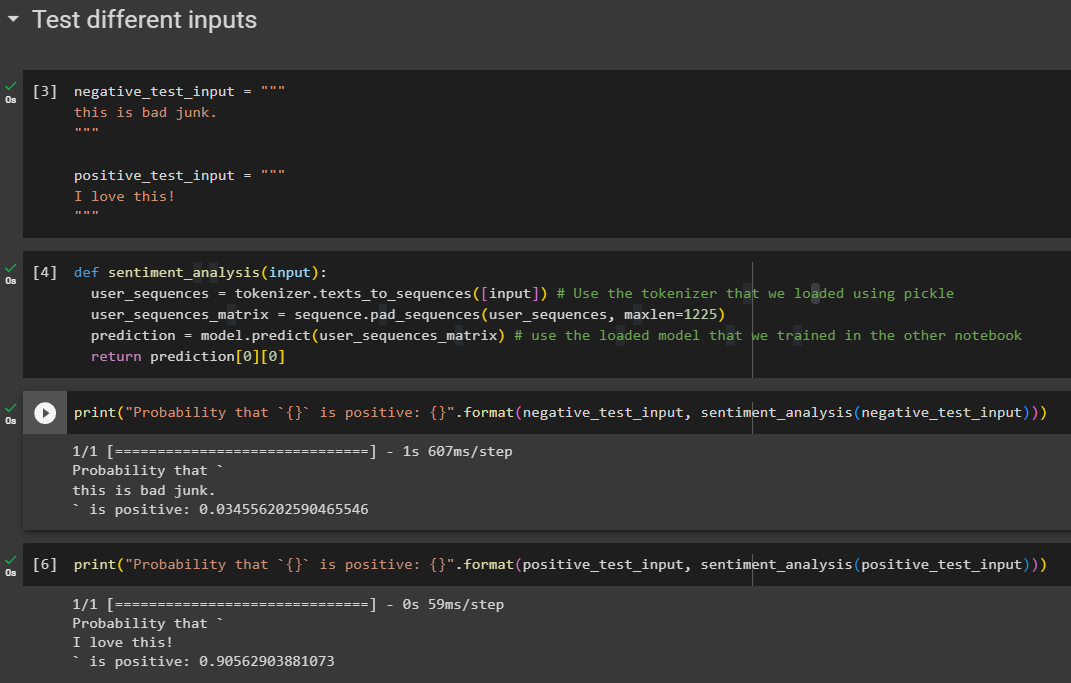 Test different inputs
[3] negative_test_input = """
0s
this is bad junk.
"""
positive_test_input = """
I love this!
"""
[4] def sentiment_analysis(input):
0s
user_sequences = tokenizer.texts_to_sequences([input]) # Use the tokenizer that we loaded using pickle
user_sequences_matrix = sequence.pad_sequences(user_sequences, maxlen=1225)
prediction = model.predict(user_sequences_matrix) # use the loaded model that we trained in the other notebook
return prediction[0][0]
print("Probability that `{}` is positive: {}".format(negative_test_input, sentiment_analysis(negative_test_input)))
0s
1/1 [==============================] - 1s 607ms/step
Probability that `
this is bad junk.
` is positive: 0.034556202590465546
[6] print("Probability that `{}` is positive: {}".format(positive_test_input, sentiment_analysis(positive_test_input)))
0s
1/1 [==============================] - 0s 59ms/step
Probability that `
I love this!
` is positive: 0.90562903881073